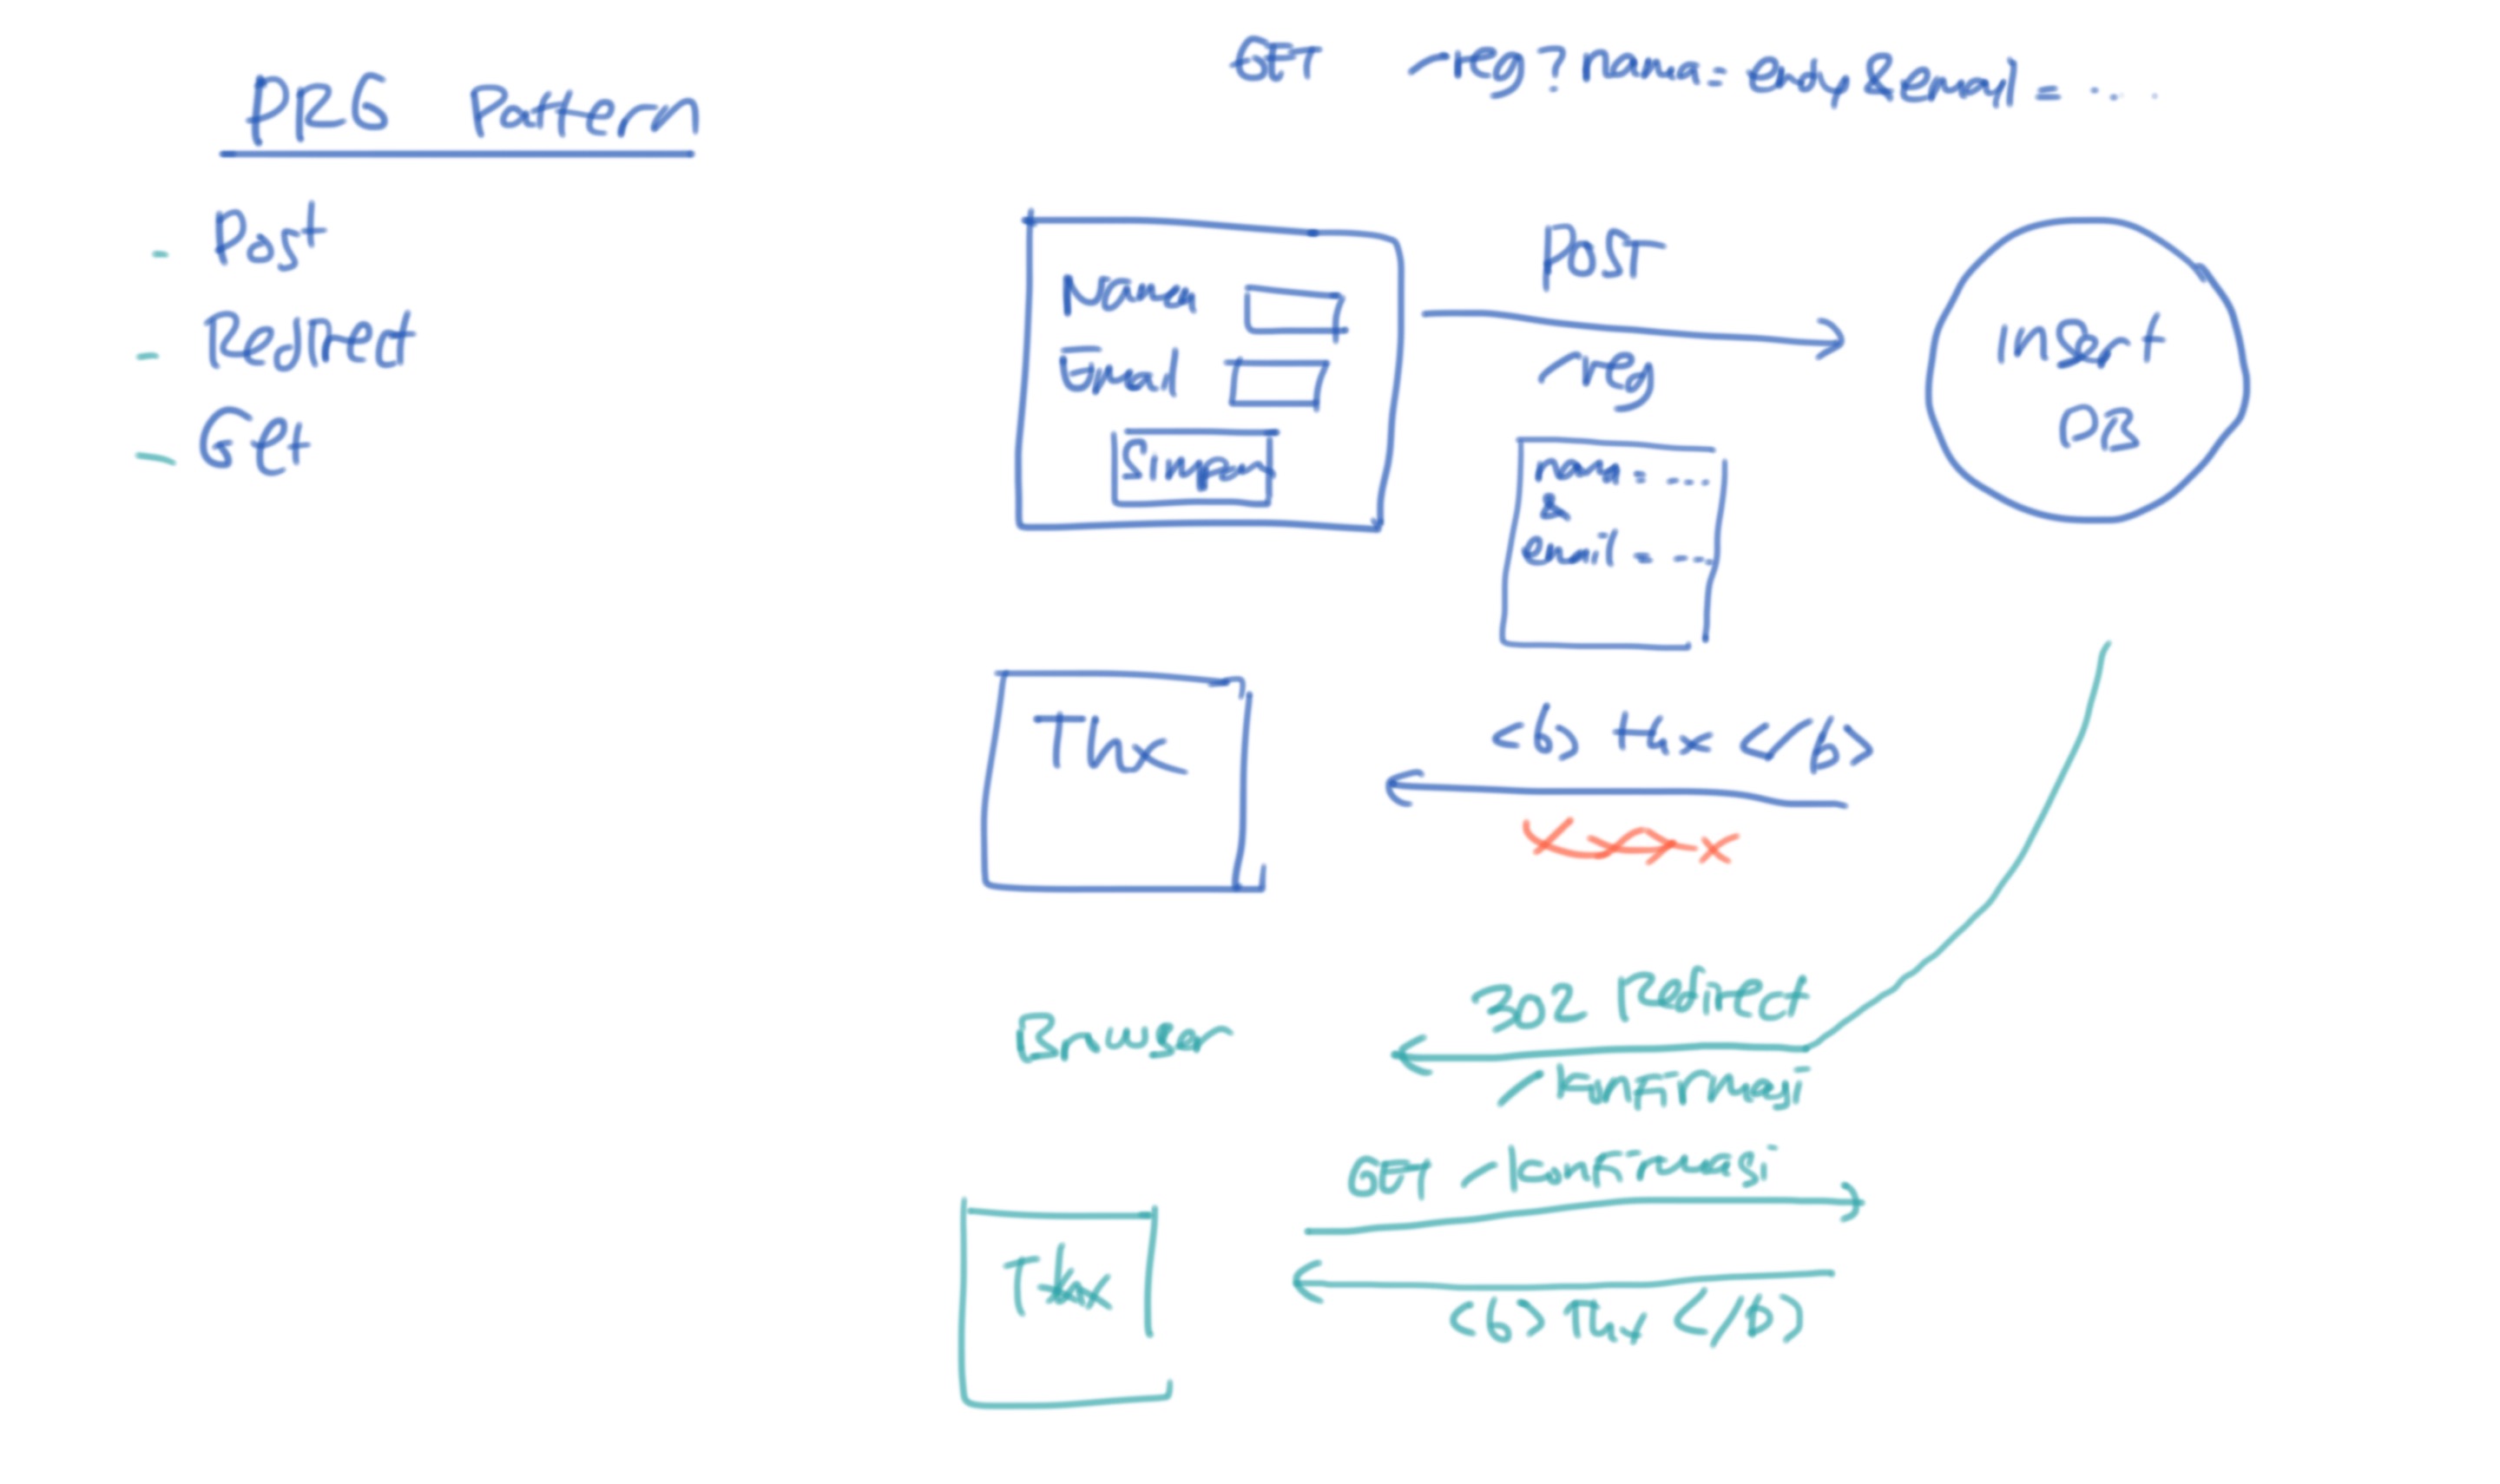 PRG Pattern
- Post
- Redirect
- Get
GET /reg?nama=endy&email=....
Nama
Email
Simpan
POST
/reg
nama=....
&
email=....
Insert
DB
Thx
<b> thx </b>
Browser
302 Redirect
/konfirmasi
GET /konfirmasi
Thx
<b> Thx </b>